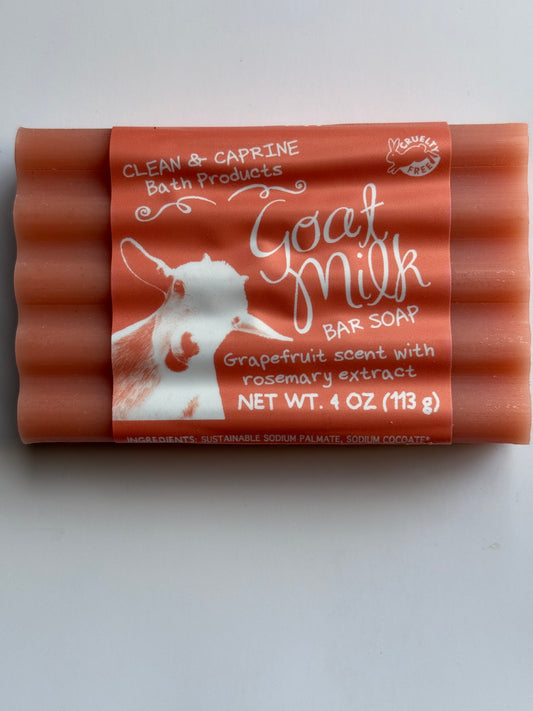 CLEAN & CAPRINE
Bath Products
CRUELTY
FREE
Goat
Milk
BAR SOAP
Grapefruit scent with
rosemary extract
NET WT. 4 OZ (113 g)
INGREDIENTS: SUSTAINABLE SODIUM PALMATE, SODIUM COCOATE*,